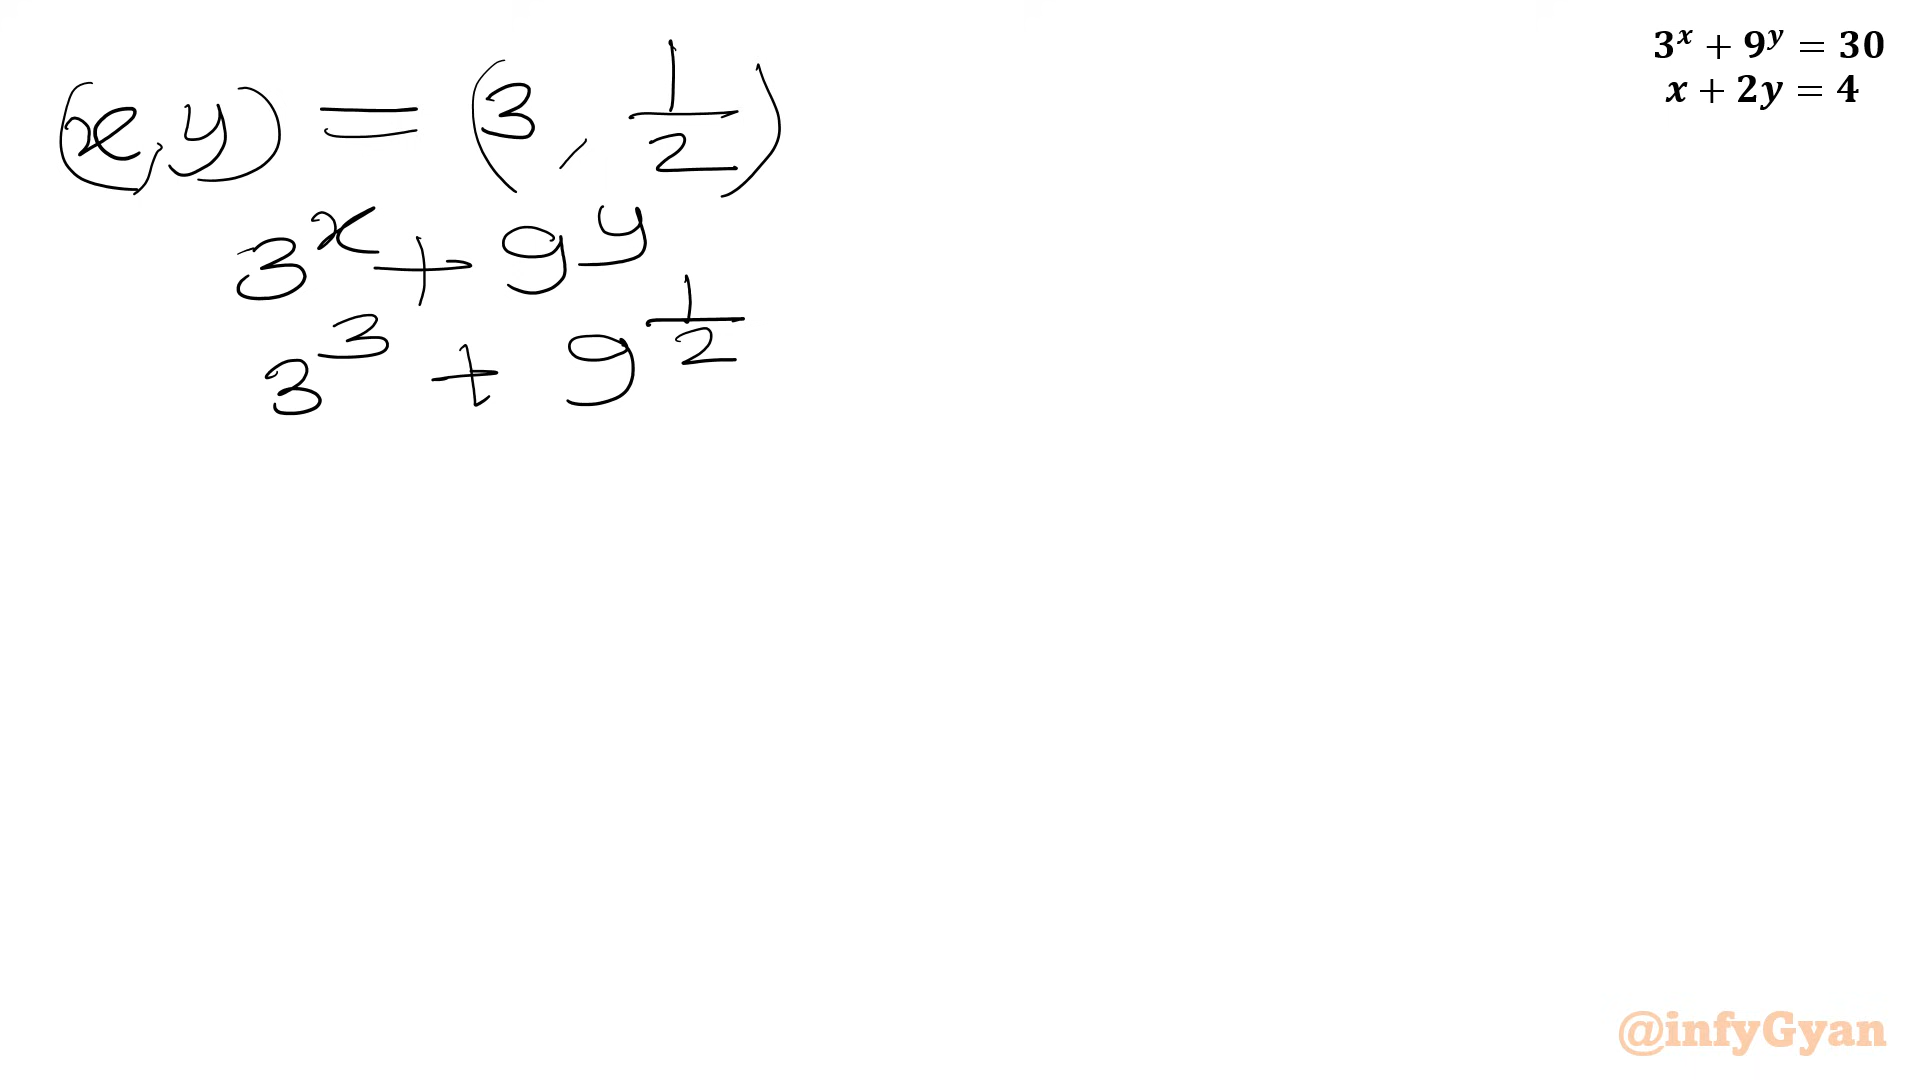 3^x + 9^y = 30
x + 2y = 4
(x, y) = (3, 1/2)
3^x + 9^y
3^3 + 9^(1/2)
@infyGyan